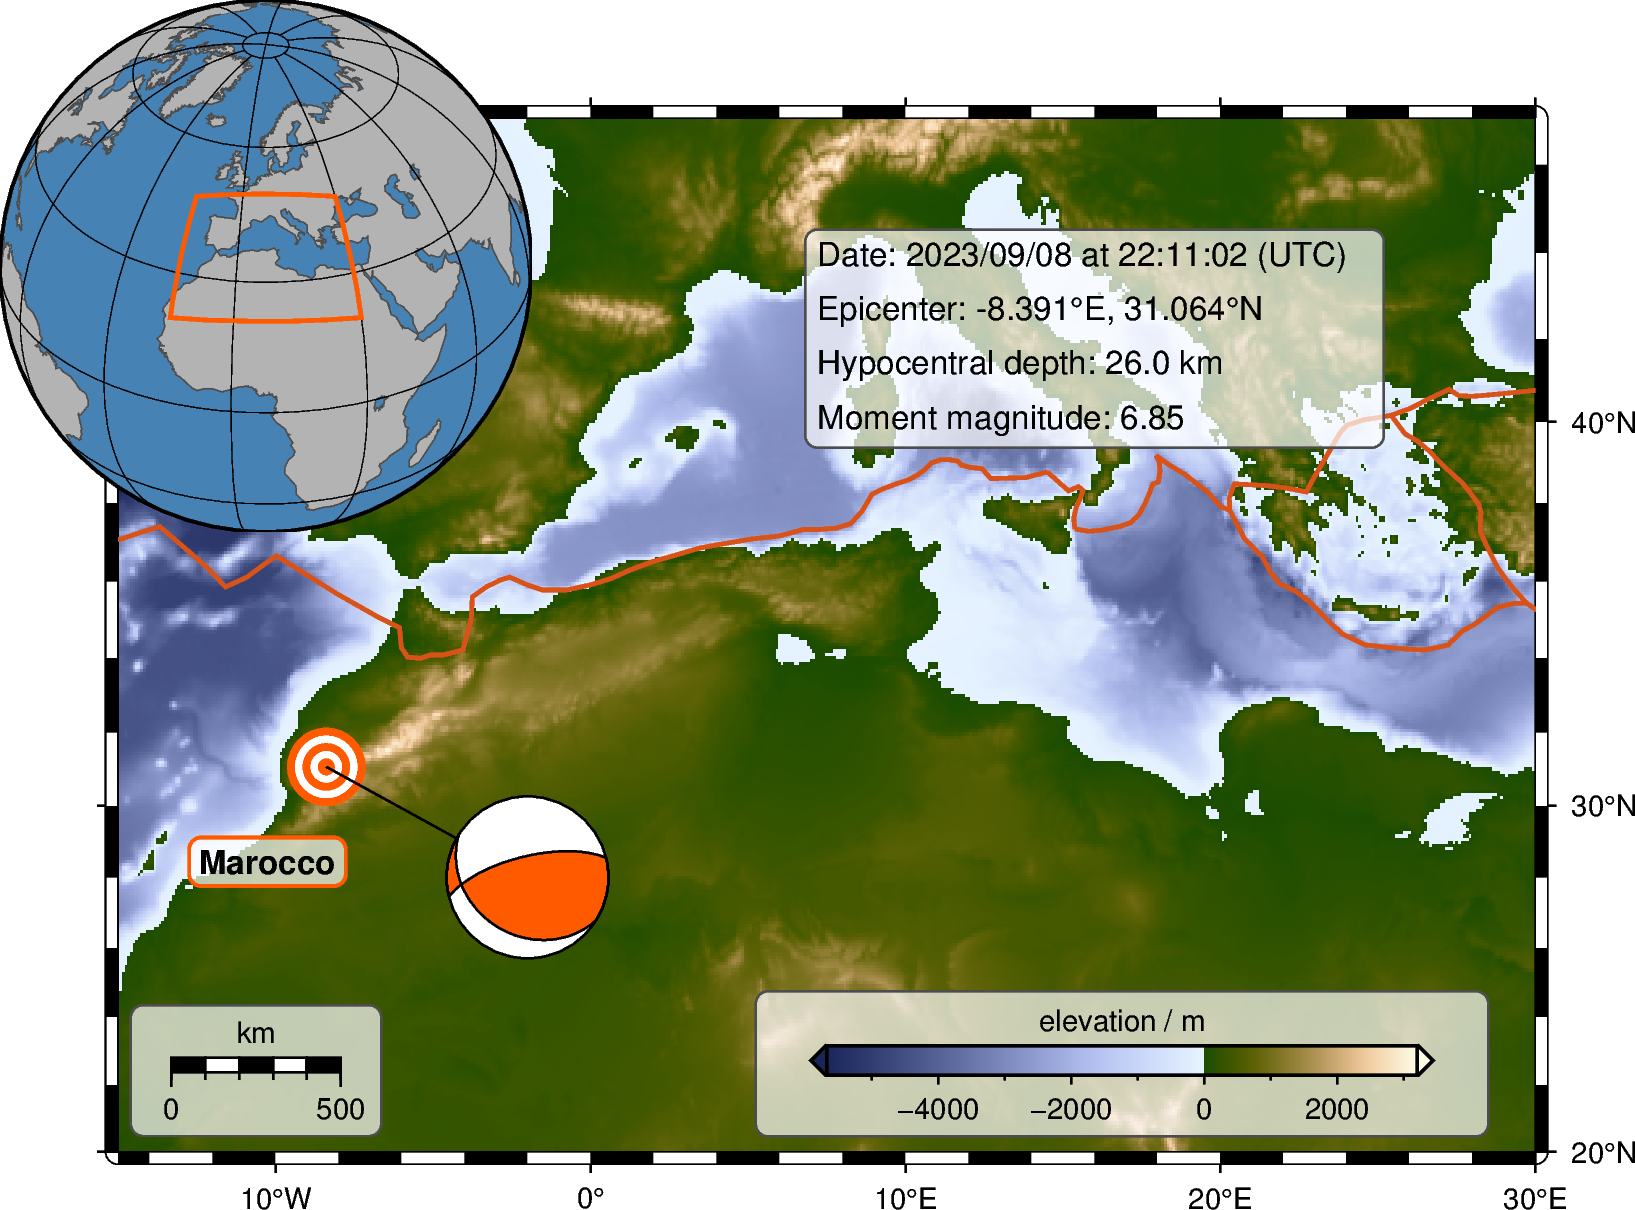 Date: 2023/09/08 at 22:11:02 (UTC)
Epicenter: -8.391°E, 31.064°N
Hypocentral depth: 26.0 km
Moment magnitude: 6.85
40°N
30°N
Marocco
km
0 500
elevation / m
−4000 −2000 0 2000
20°N
10°W 0° 10°E 20°E 30°E